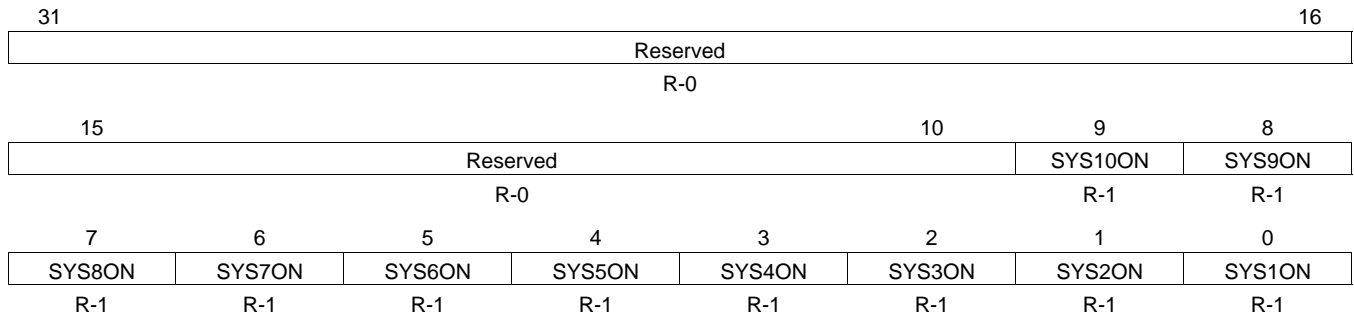 31 16
Reserved
R-0
15 10 9 8
Reserved SYS10ON SYS9ON
R-0 R-1 R-1
7 6 5 4 3 2 1 0
SYS8ON SYS7ON SYS6ON SYS5ON SYS4ON SYS3ON SYS2ON SYS1ON
R-1 R-1 R-1 R-1 R-1 R-1 R-1 R-1